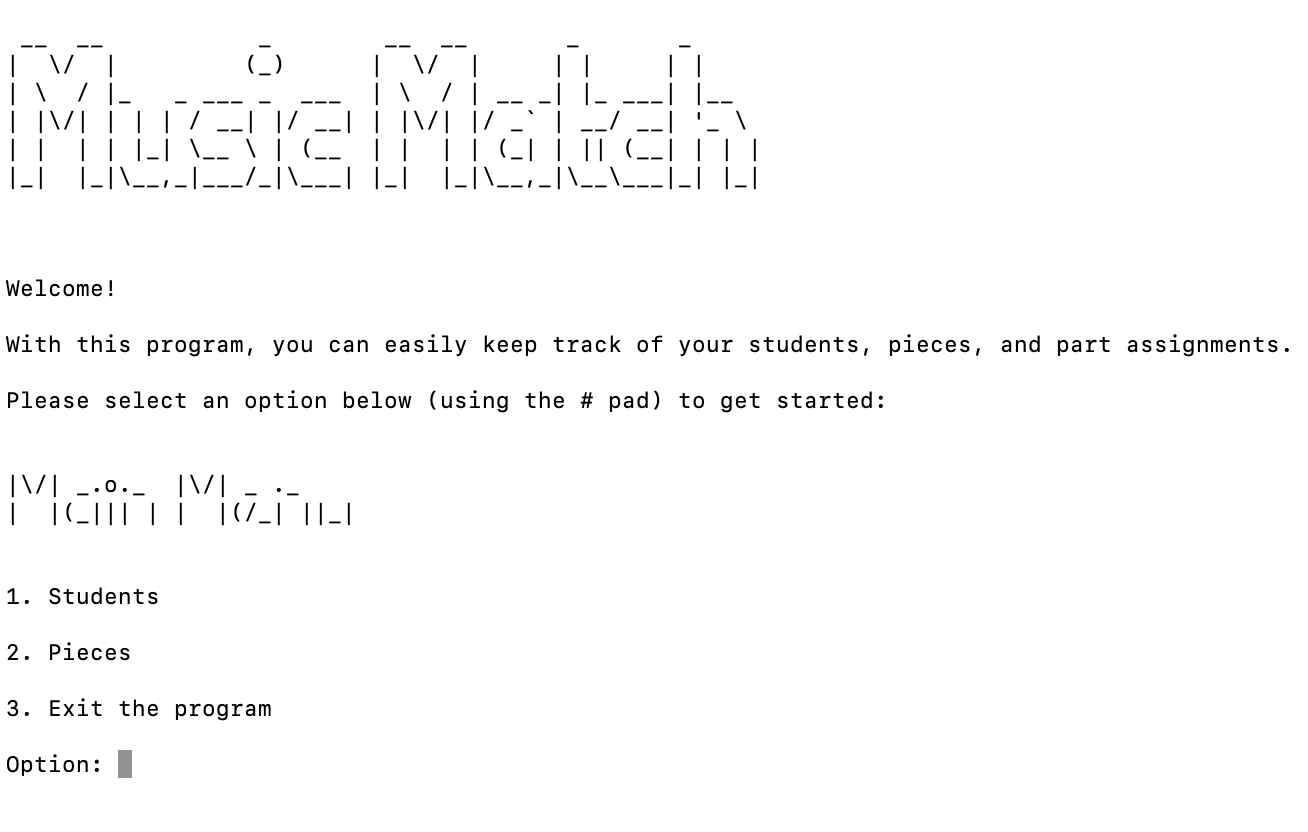 Music Match
Welcome!
With this program, you can easily keep track of your students, pieces, and part assignments.
Please select an option below (using the # pad) to get started:
Main Menu
1. Students
2. Pieces
3. Exit the program
Option: